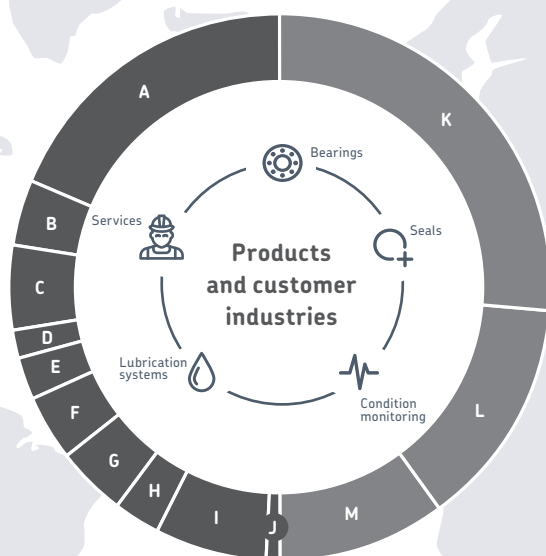 A
K
Bearings
B
Services
Seals
Products
and customer
industries
C
D
E
Lubrication
systems
Condition
monitoring
F
L
G
H
I
J
M